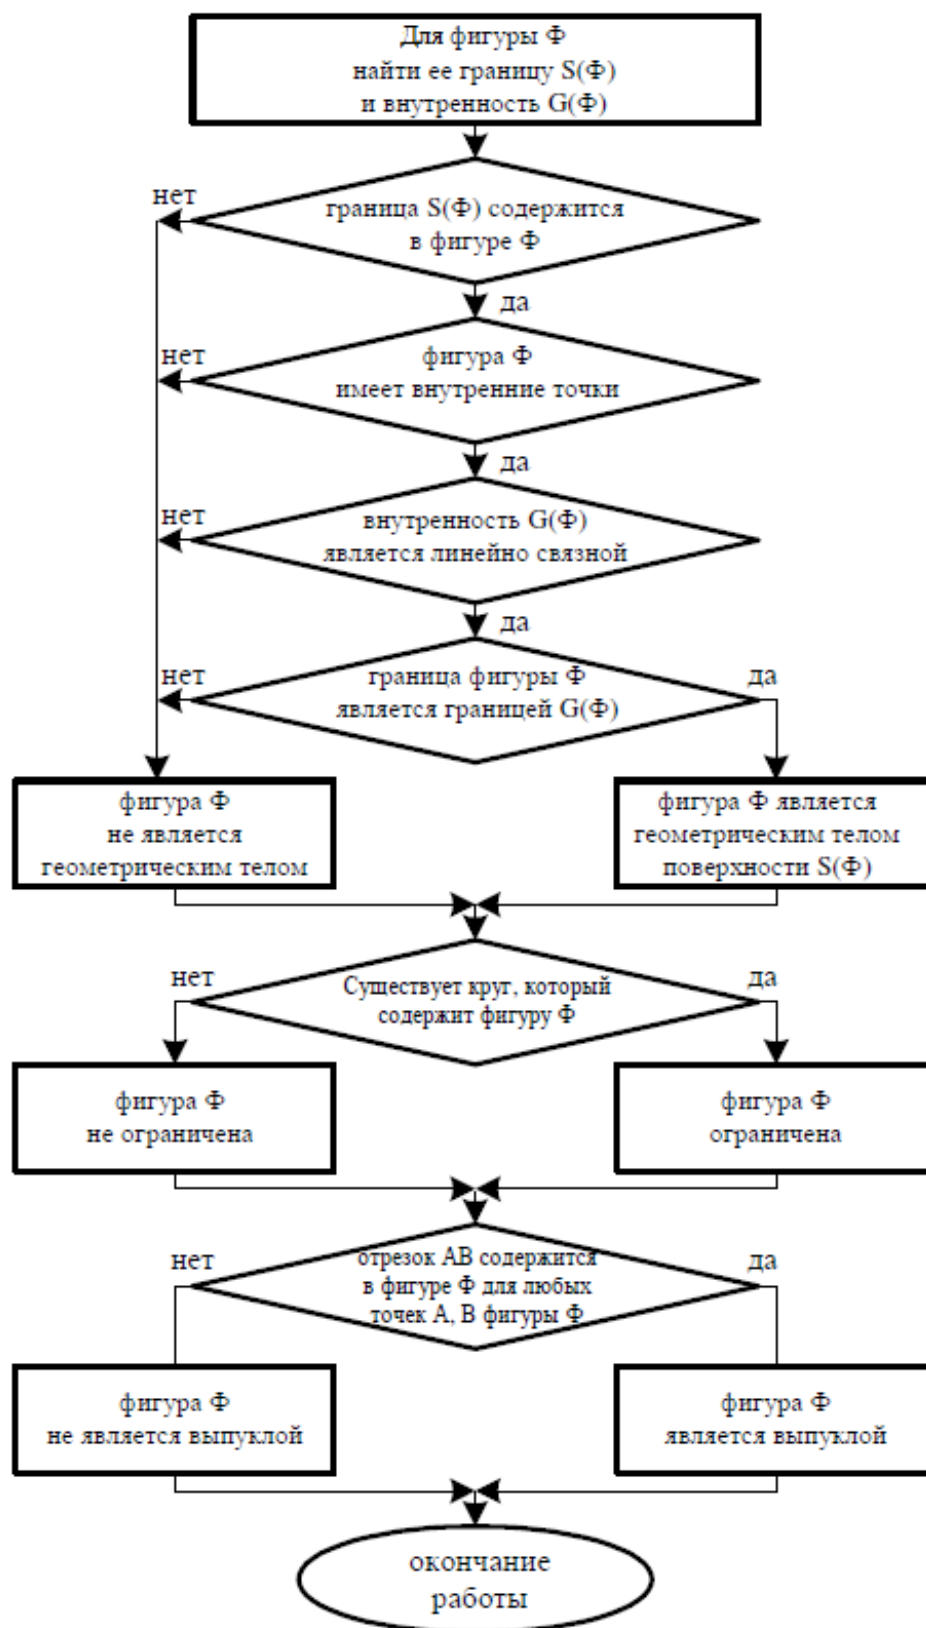 Для фигуры Ф
найти ее границу S(Ф)
и внутренность G(Ф)
нет
граница S(Ф) содержится
в фигуре Ф
да
нет
фигура Ф
имеет внутренние точки
да
нет
внутренность G(Ф)
является линейно связной
да
нет
граница фигуры Ф
является границей G(Ф)
да
фигура Ф
не является
геометрическим телом
фигура Ф является
геометрическим телом
поверхности S(Ф)
нет
Существует круг, который
содержит фигуру Ф
да
фигура Ф
не ограничена
фигура Ф
ограничена
нет
отрезок АВ содержится
в фигуре Ф для любых
точек А, В фигуры Ф
да
фигура Ф
не является выпуклой
фигура Ф
является выпуклой
окончание
работы